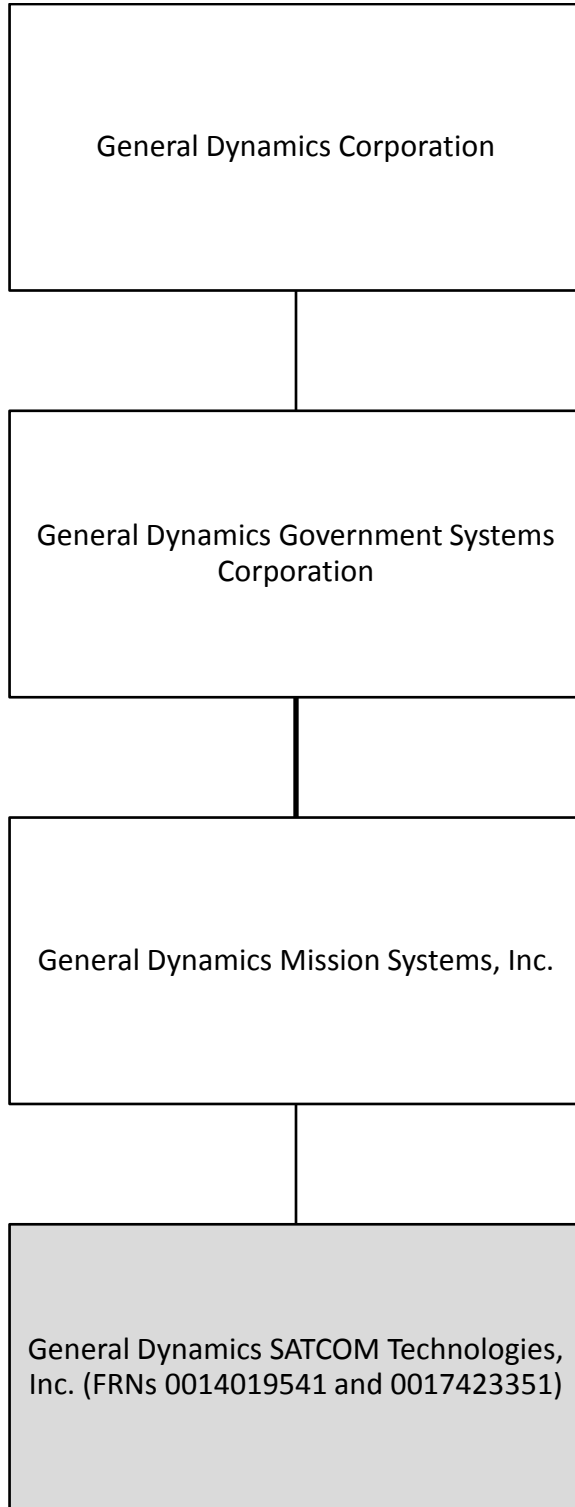 General Dynamics Corporation
General Dynamics Government Systems
Corporation
General Dynamics Mission Systems, Inc.
General Dynamics SATCOM Technologies,
Inc. (FRNs 0014019541 and 0017423351)